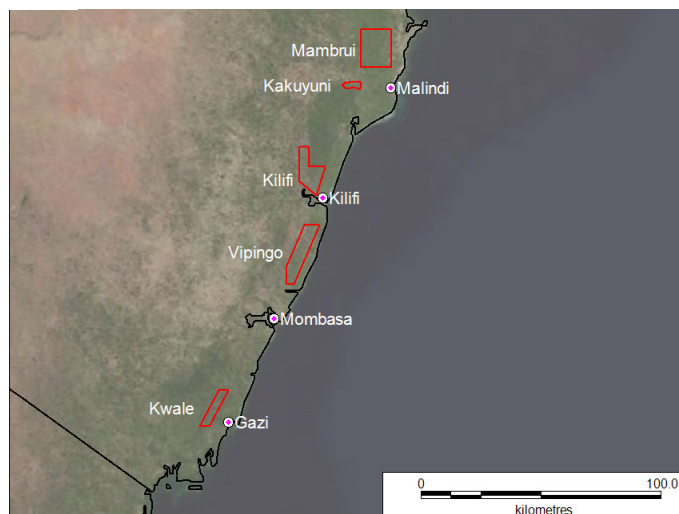 Mambrui
Kakuyuni
Malindi
Kilifi
Kilifi
Vipingo
Mombasa
Kwale
Gazi
0 100.0
kilometres